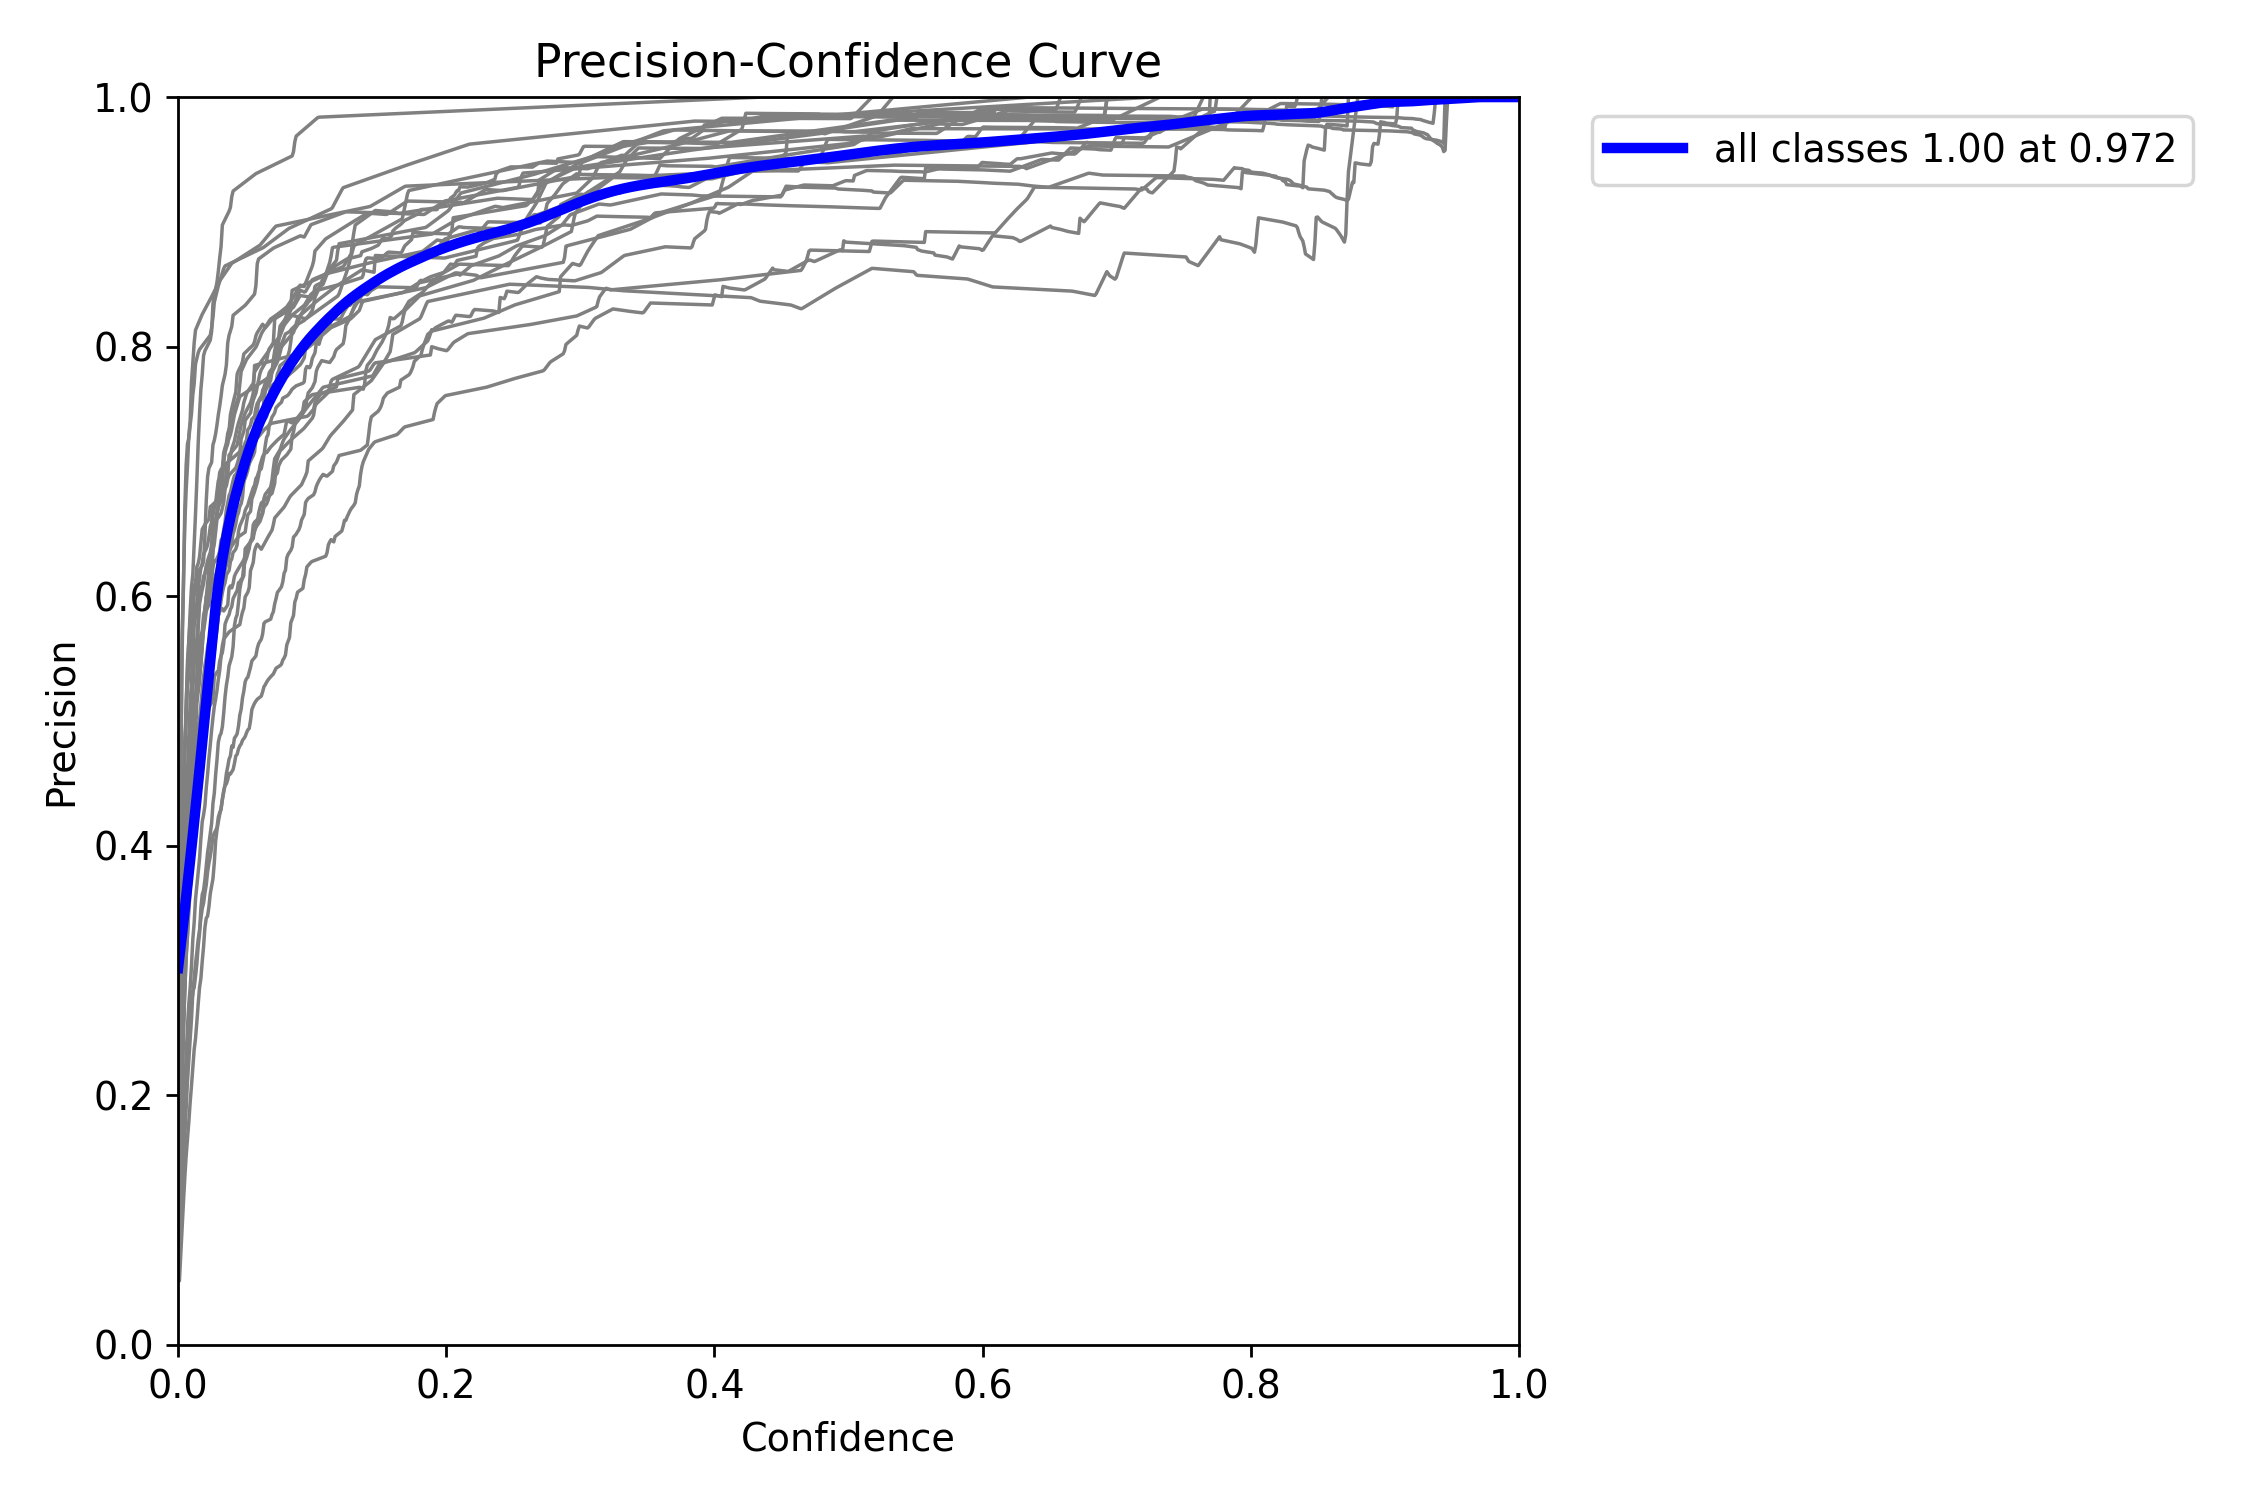 Precision-Confidence Curve
all classes 1.00 at 0.972
Precision
1.0
0.8
0.6
0.4
0.2
0.0
0.0 0.2 0.4 0.6 0.8 1.0
Confidence